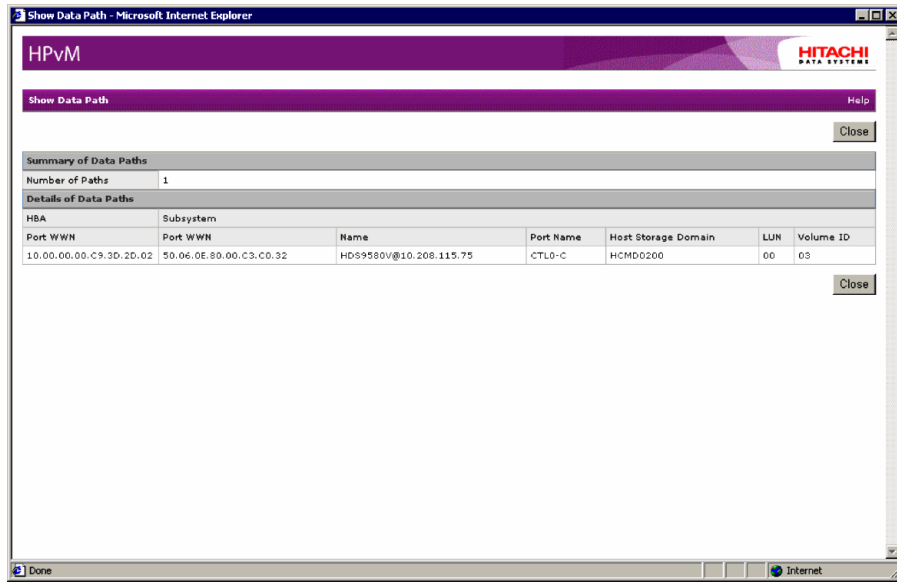 Show Data Path - Microsoft Internet Explorer
HPvM
HITACHI
DATA SYSTEMS
Show Data Path Help
Close
Summary of Data Paths
Number of Paths 1
Details of Data Paths
HBA Subsystem
Port WWN Port WWN Name Port Name Host Storage Domain LUN Volume ID
10.00.00.00.C9.3D.2D.02 50.06.0E.80.00.C3.C0.32 HDS9580V@10.208.115.75 CTL0-C HCMD0200 00 03
Close
Done Internet